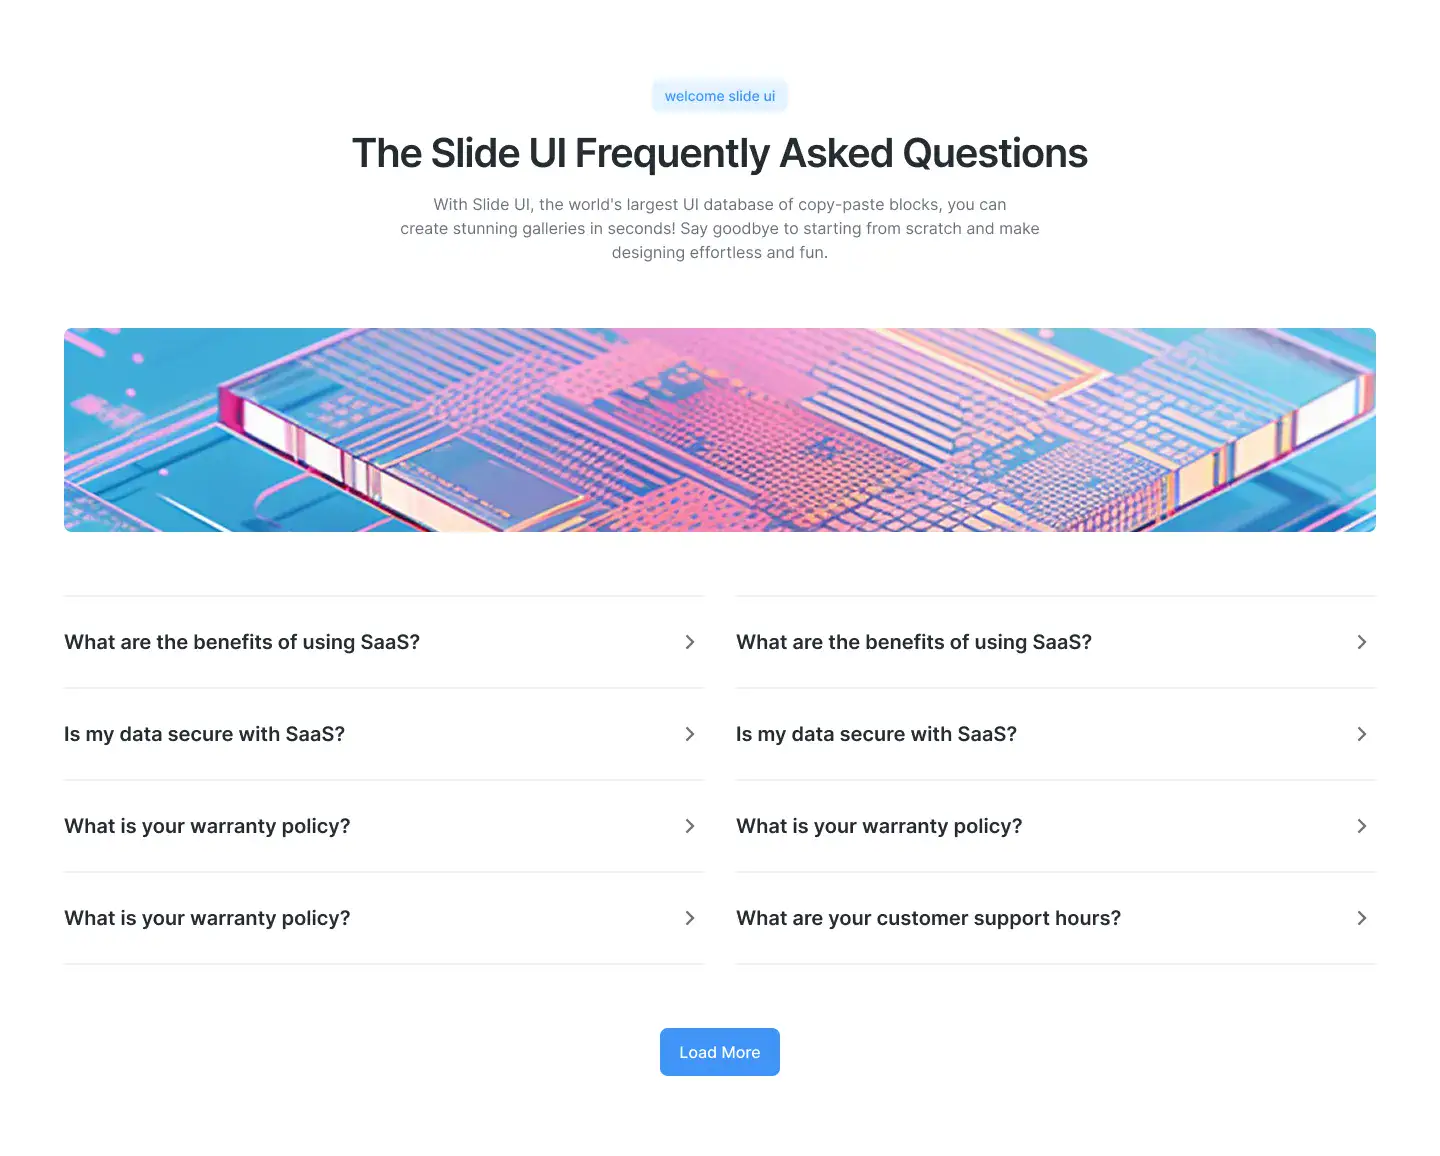 welcome slide ui
The Slide UI Frequently Asked Questions
With Slide UI, the world's largest UI database of copy-paste blocks, you can
create stunning galleries in seconds! Say goodbye to starting from scratch and make
designing effortless and fun.
What are the benefits of using SaaS?
Is my data secure with SaaS?
What is your warranty policy?
What is your warranty policy?
What are the benefits of using SaaS?
Is my data secure with SaaS?
What is your warranty policy?
What are your customer support hours?
Load More